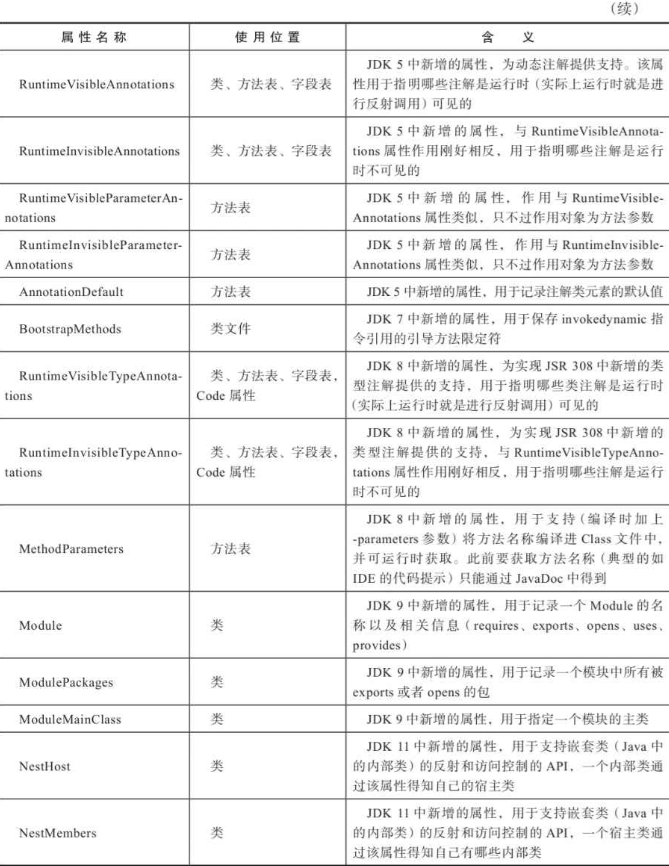 （续）
属性名称 使用位置 含 义
RuntimeVisibleAnnotations 类、方法表、字段表 JDK 5 中新增的属性，为动态注解提供支持。该属
性用于指明哪些注解是运行时（实际上运行时就是进
行反射调用）可见的
RuntimeInvisibleAnnotations 类、方法表、字段表 JDK 5 中新增的属性，与 RuntimeVisibleAnnota-
tions 属性作用刚好相反，用于指明哪些注解是运行
时不可见的
RuntimeVisibleParameterAn-
notations 方法表 JDK 5 中新增的属性，作用与 RuntimeVisible-
Annotations 属性类似，只不过作用对象为方法参数
RuntimeInvisibleParameter-
Annotations 方法表 JDK 5 中新增的属性，作用与 RuntimeInvisible-
Annotations 属性类似，只不过作用对象为方法参数
AnnotationDefault 方法表 JDK 5 中新增的属性，用于记录注解类元素的默认值
BootstrapMethods 类文件 JDK 7 中新增的属性，用于保存 invokedynamic 指
令引用的引导方法限定符
RuntimeVisibleTypeAnnota-
tions 类、方法表、字段表，
Code 属性 JDK 8 中新增的属性，为实现 JSR 308 中新增的类
型注解提供的支持，用于指明哪些类注解是运行时
（实际上运行时就是进行反射调用）可见的
RuntimeInvisibleTypeAnno-
tations 类、方法表、字段表，
Code 属性 JDK 8 中新增的属性，为实现 JSR 308 中新增的
类型注解提供的支持，与 RuntimeVisibleTypeAnno-
tations 属性作用刚好相反，用于指明哪些注解是运行
时不可见的
MethodParameters 方法表 JDK 8 中新增的属性，用于支持（编译时加上
-parameters 参数）将方法名称编译进 Class 文件中，
并可运行时获取。此前要获取方法名称（典型的如
IDE 的代码提示）只能通过 JavaDoc 中得到
Module 类 JDK 9 中新增的属性，用于记录一个 Module 的名
称以及相关信息（requires、exports、opens、uses、
provides）
ModulePackages 类 JDK 9 中新增的属性，用于记录一个模块中所有被
exports 或者 opens 的包
ModuleMainClass 类 JDK 9 中新增的属性，用于指定一个模块的主类
NestHost 类 JDK 11 中新增的属性，用于支持嵌套类（Java 中
的内部类）的反射和访问控制的 API，一个内部类通
过该属性得知自己的宿主类
NestMembers 类 JDK 11 中新增的属性，用于支持嵌套类（Java 中
的内部类）的反射和访问控制的 API，一个宿主类通
过该属性得知自己有哪些内部类